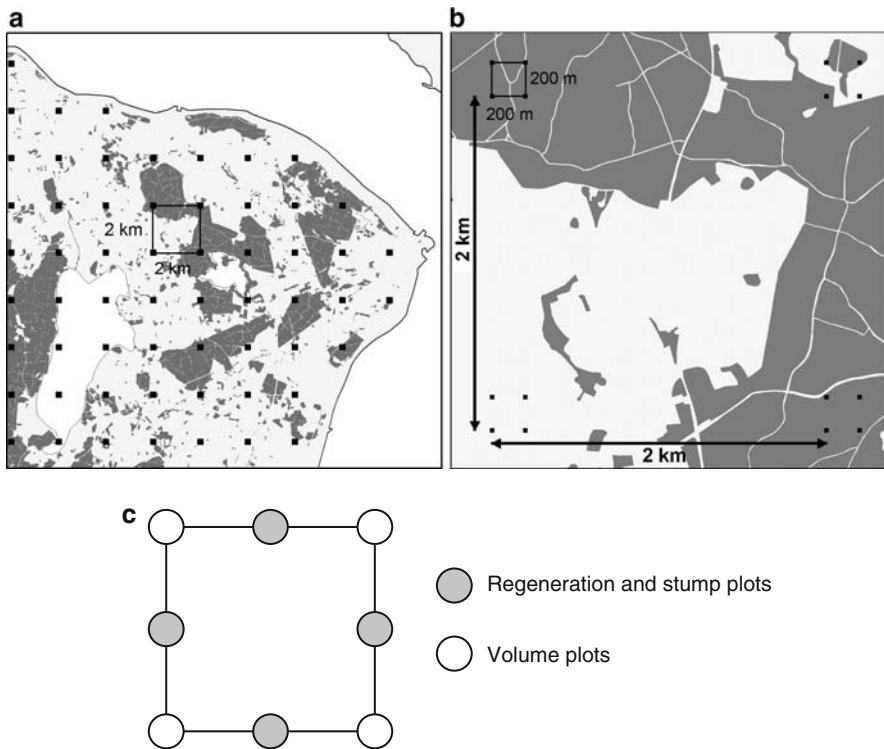 a
2 km
2 km
b
200 m
200 m
2 km
2 km
c
Regeneration and stump plots
Volume plots